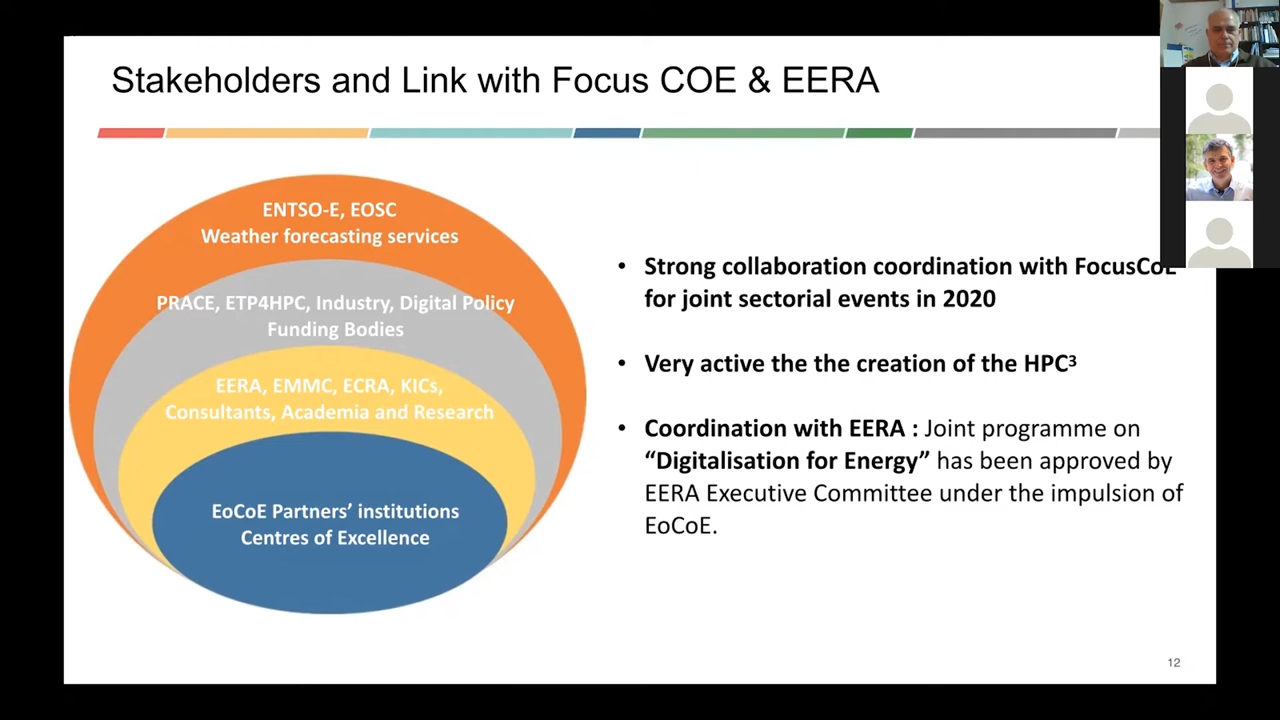 Stakeholders and Link with Focus COE & EERA
ENTSO-E, EOSC
Weather forecasting services
PRACE, ETP4HPC, Industry, Digital Policy
Funding Bodies
EERA, EMMC, ECRA, KICs,
Consultants, Academia and Research
EoCoE Partners’ institutions
Centres of Excellence
• Strong collaboration coordination with FocusCoE
for joint sectorial events in 2020
• Very active the the creation of the HPC³
• Coordination with EERA : Joint programme on
“Digitalisation for Energy” has been approved by
EERA Executive Committee under the impulsion of
EoCoE.
12